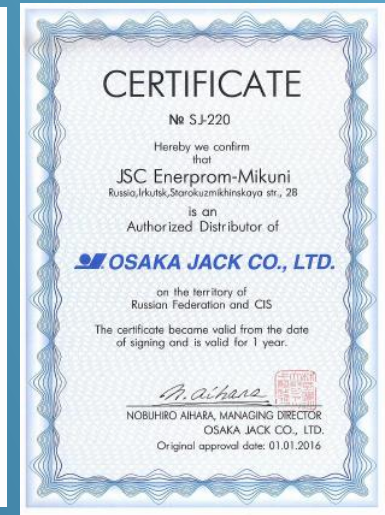 CERTIFICATE
№ SJ-220
Hereby we confirm
that
JSC Enerprom-Mikuni
Russia,Irkutsk,Starokuzmikhinskaya str., 28
is an
Authorized Distributor of
OSAKA JACK CO., LTD.
on the territory of
Russian Federation and CIS
The certificate became valid from the date
of signing and is valid for 1 year.
n. aihara
NOBUHIRO AIHARA, MANAGING DIRECTOR
OSAKA JACK CO., LTD.
Original approval date: 01.01.2016